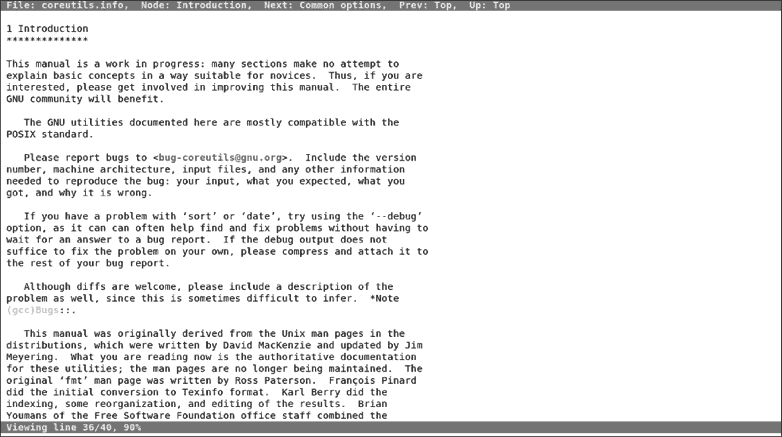 File: coreutils.info,  Node: Introduction,  Next: Common options,  Prev: Top,  Up: Top
1 Introduction
**************
This manual is a work in progress: many sections make no attempt to
explain basic concepts in a way suitable for novices.  Thus, if you are
interested, please get involved in improving this manual.  The entire
GNU community will benefit.
The GNU utilities documented here are mostly compatible with the
POSIX standard.
Please report bugs to <bug-coreutils@gnu.org>.  Include the version
number, machine architecture, input files, and any other information
needed to reproduce the bug: your input, what you expected, what you
got, and why it is wrong.
If you have a problem with ‘sort’ or ‘date’, try using the ‘--debug’
option, as it can can often help find and fix problems without having to
wait for an answer to a bug report.  If the debug output does not
suffice to fix the problem on your own, please compress and attach it to
the rest of your bug report.
Although diffs are welcome, please include a description of the
problem as well, since this is sometimes difficult to infer.  *Note
(gcc)Bugs::.
This manual was originally derived from the Unix man pages in the
distributions, which were written by David MacKenzie and updated by Jim
Meyering.  What you are reading now is the authoritative documentation
for these utilities; the man pages are no longer being maintained.  The
original ‘fmt’ man page was written by Ross Paterson.  François Pinard
did the initial conversion to Texinfo format.  Karl Berry did the
indexing, some reorganization, and editing of the results.  Brian
Youmans of the Free Software Foundation office staff combined the
Viewing line 36/40, 90%